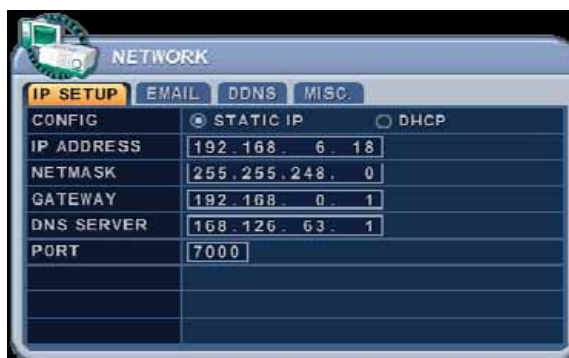 NETWORK
IP SETUP EMAIL DDNS MISC.
CONFIG STATIC IP DHCP
IP ADDRESS 192.168. 6. 18
NETMASK 255.255.248. 0
GATEWAY 192.168. 0. 1
DNS SERVER 168.126. 63. 1
PORT 7000